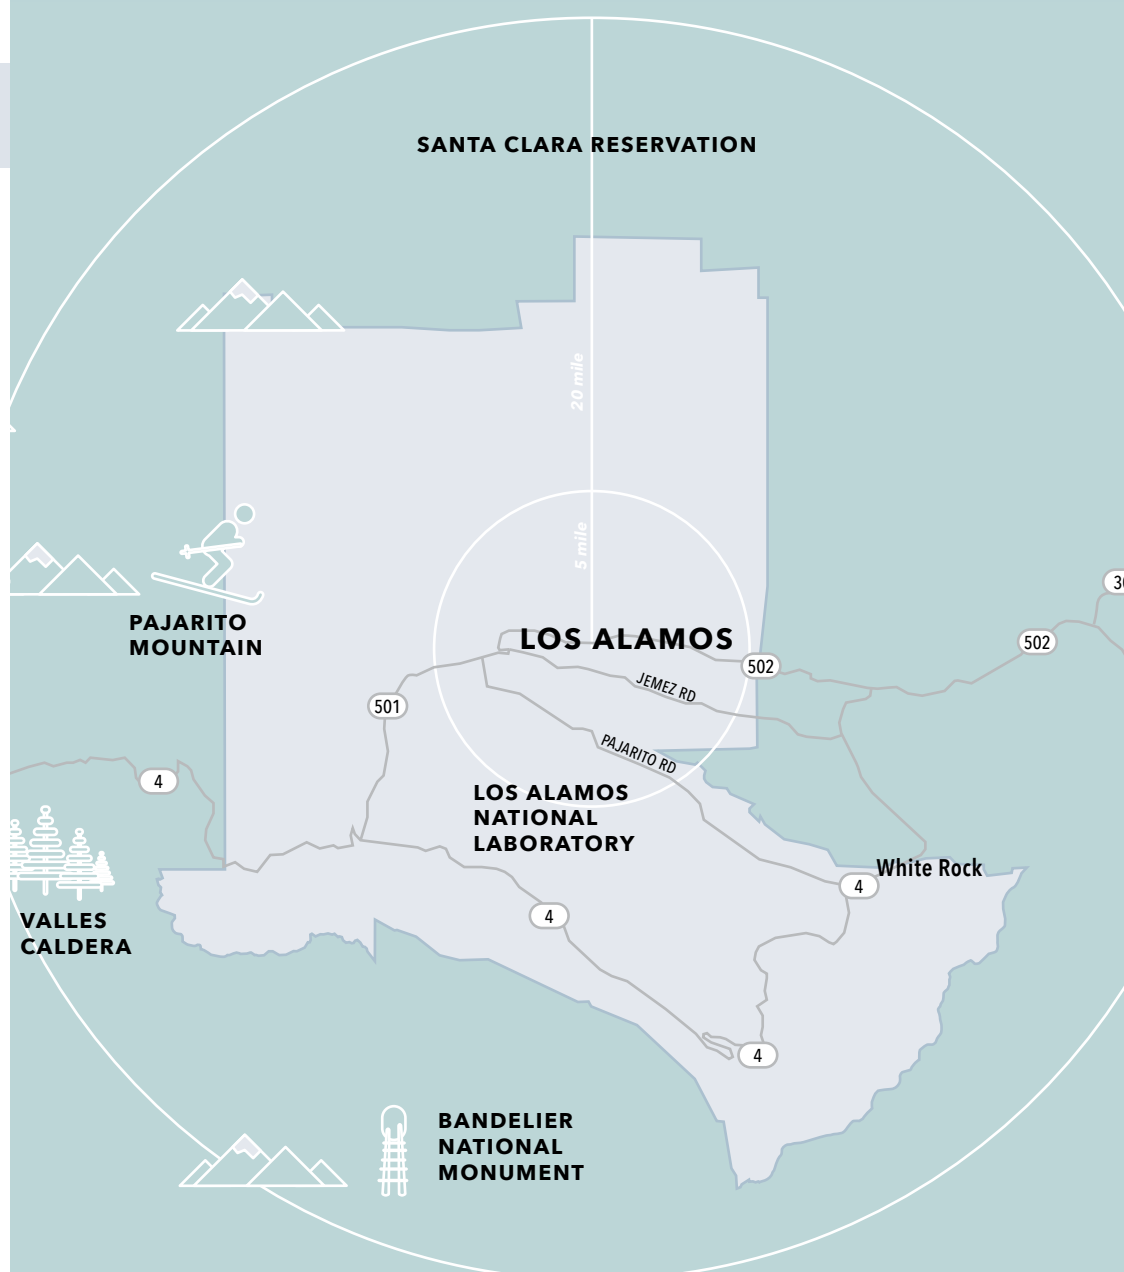 SANTA CLARA RESERVATION
20 mile
5 mile
PAJARITO
MOUNTAIN
LOS ALAMOS
502
502
JEMEZ RD
501
PAJARITO RD
4
LOS ALAMOS
NATIONAL
LABORATORY
White Rock
4
4
VALLES
CALDERA
4
BANDELIER
NATIONAL
MONUMENT